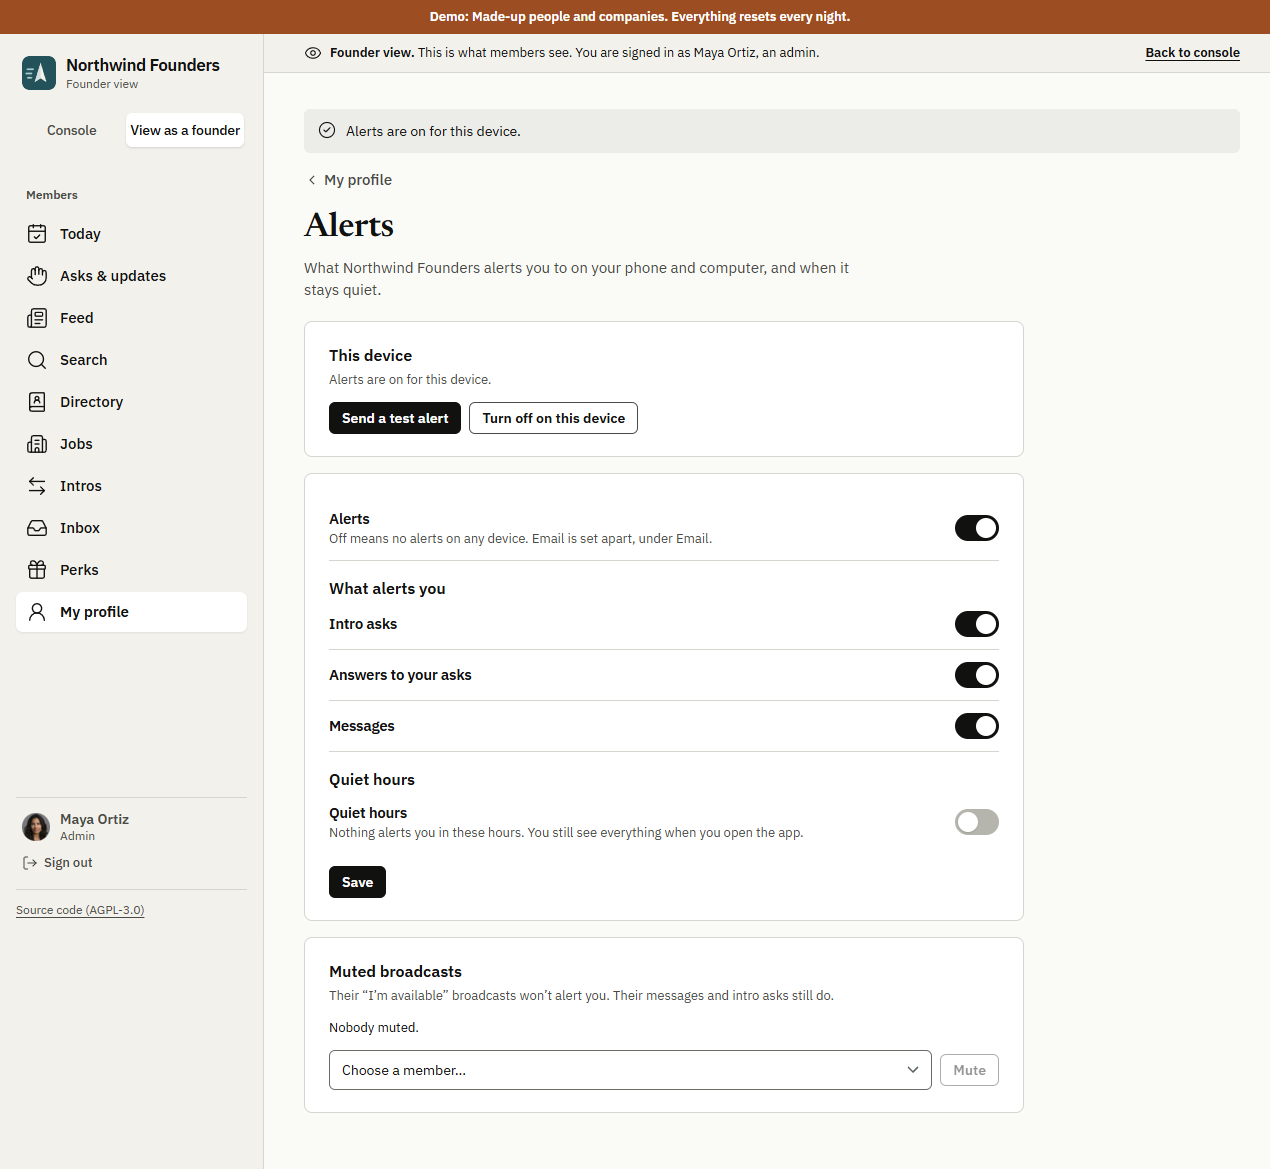 Demo: Made-up people and companies. Everything resets every night.
Northwind Founders
Founder view
Console
View as a founder
Members
Today
Asks & updates
Feed
Search
Directory
Jobs
Intros
Inbox
Perks
My profile
Maya Ortiz
Admin
Sign out
Source code (AGPL-3.0)
Founder view. This is what members see. You are signed in as Maya Ortiz, an admin.
Back to console
Alerts are on for this device.
My profile
Alerts
What Northwind Founders alerts you to on your phone and computer, and when it
stays quiet.
This device
Alerts are on for this device.
Send a test alert
Turn off on this device
Alerts
Off means no alerts on any device. Email is set apart, under Email.
What alerts you
Intro asks
Answers to your asks
Messages
Quiet hours
Quiet hours
Nothing alerts you in these hours. You still see everything when you open the app.
Save
Muted broadcasts
Their “I’m available” broadcasts won’t alert you. Their messages and intro asks still do.
Nobody muted.
Choose a member…
Mute